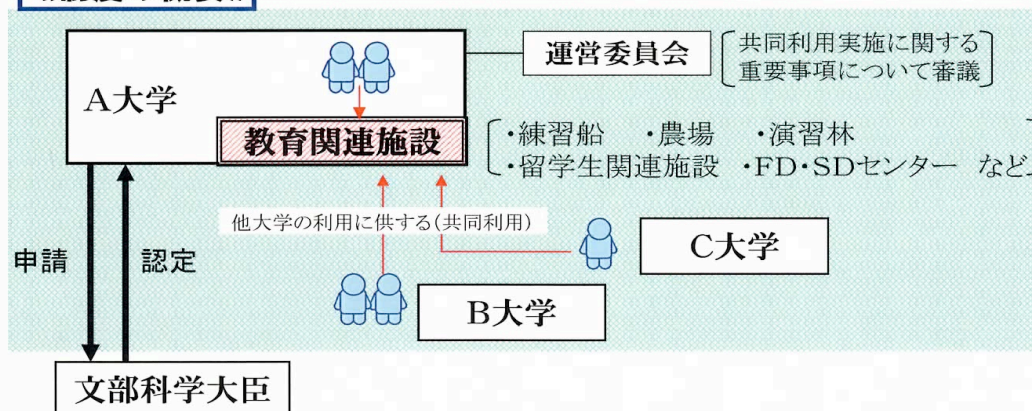 A大学
運営委員会
共同利用実施に関する
重要事項について審議
教育関連施設
・練習船　・農場　・演習林
・留学生関連施設　・FD・SDセンター　など
他大学の利用に供する(共同利用)
申請
認定
C大学
B大学
文部科学大臣